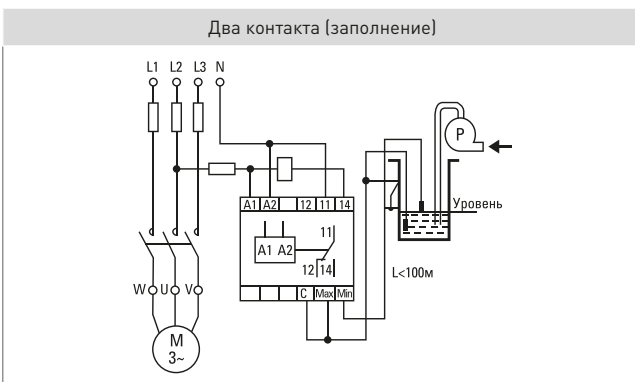 Два контакта (заполнение)
L1 L2 L3 N
P
A1 A2 12 11 14
Уровень
11
A1 A2
12 14
L<100м
C Max Min
W U V
M
3~